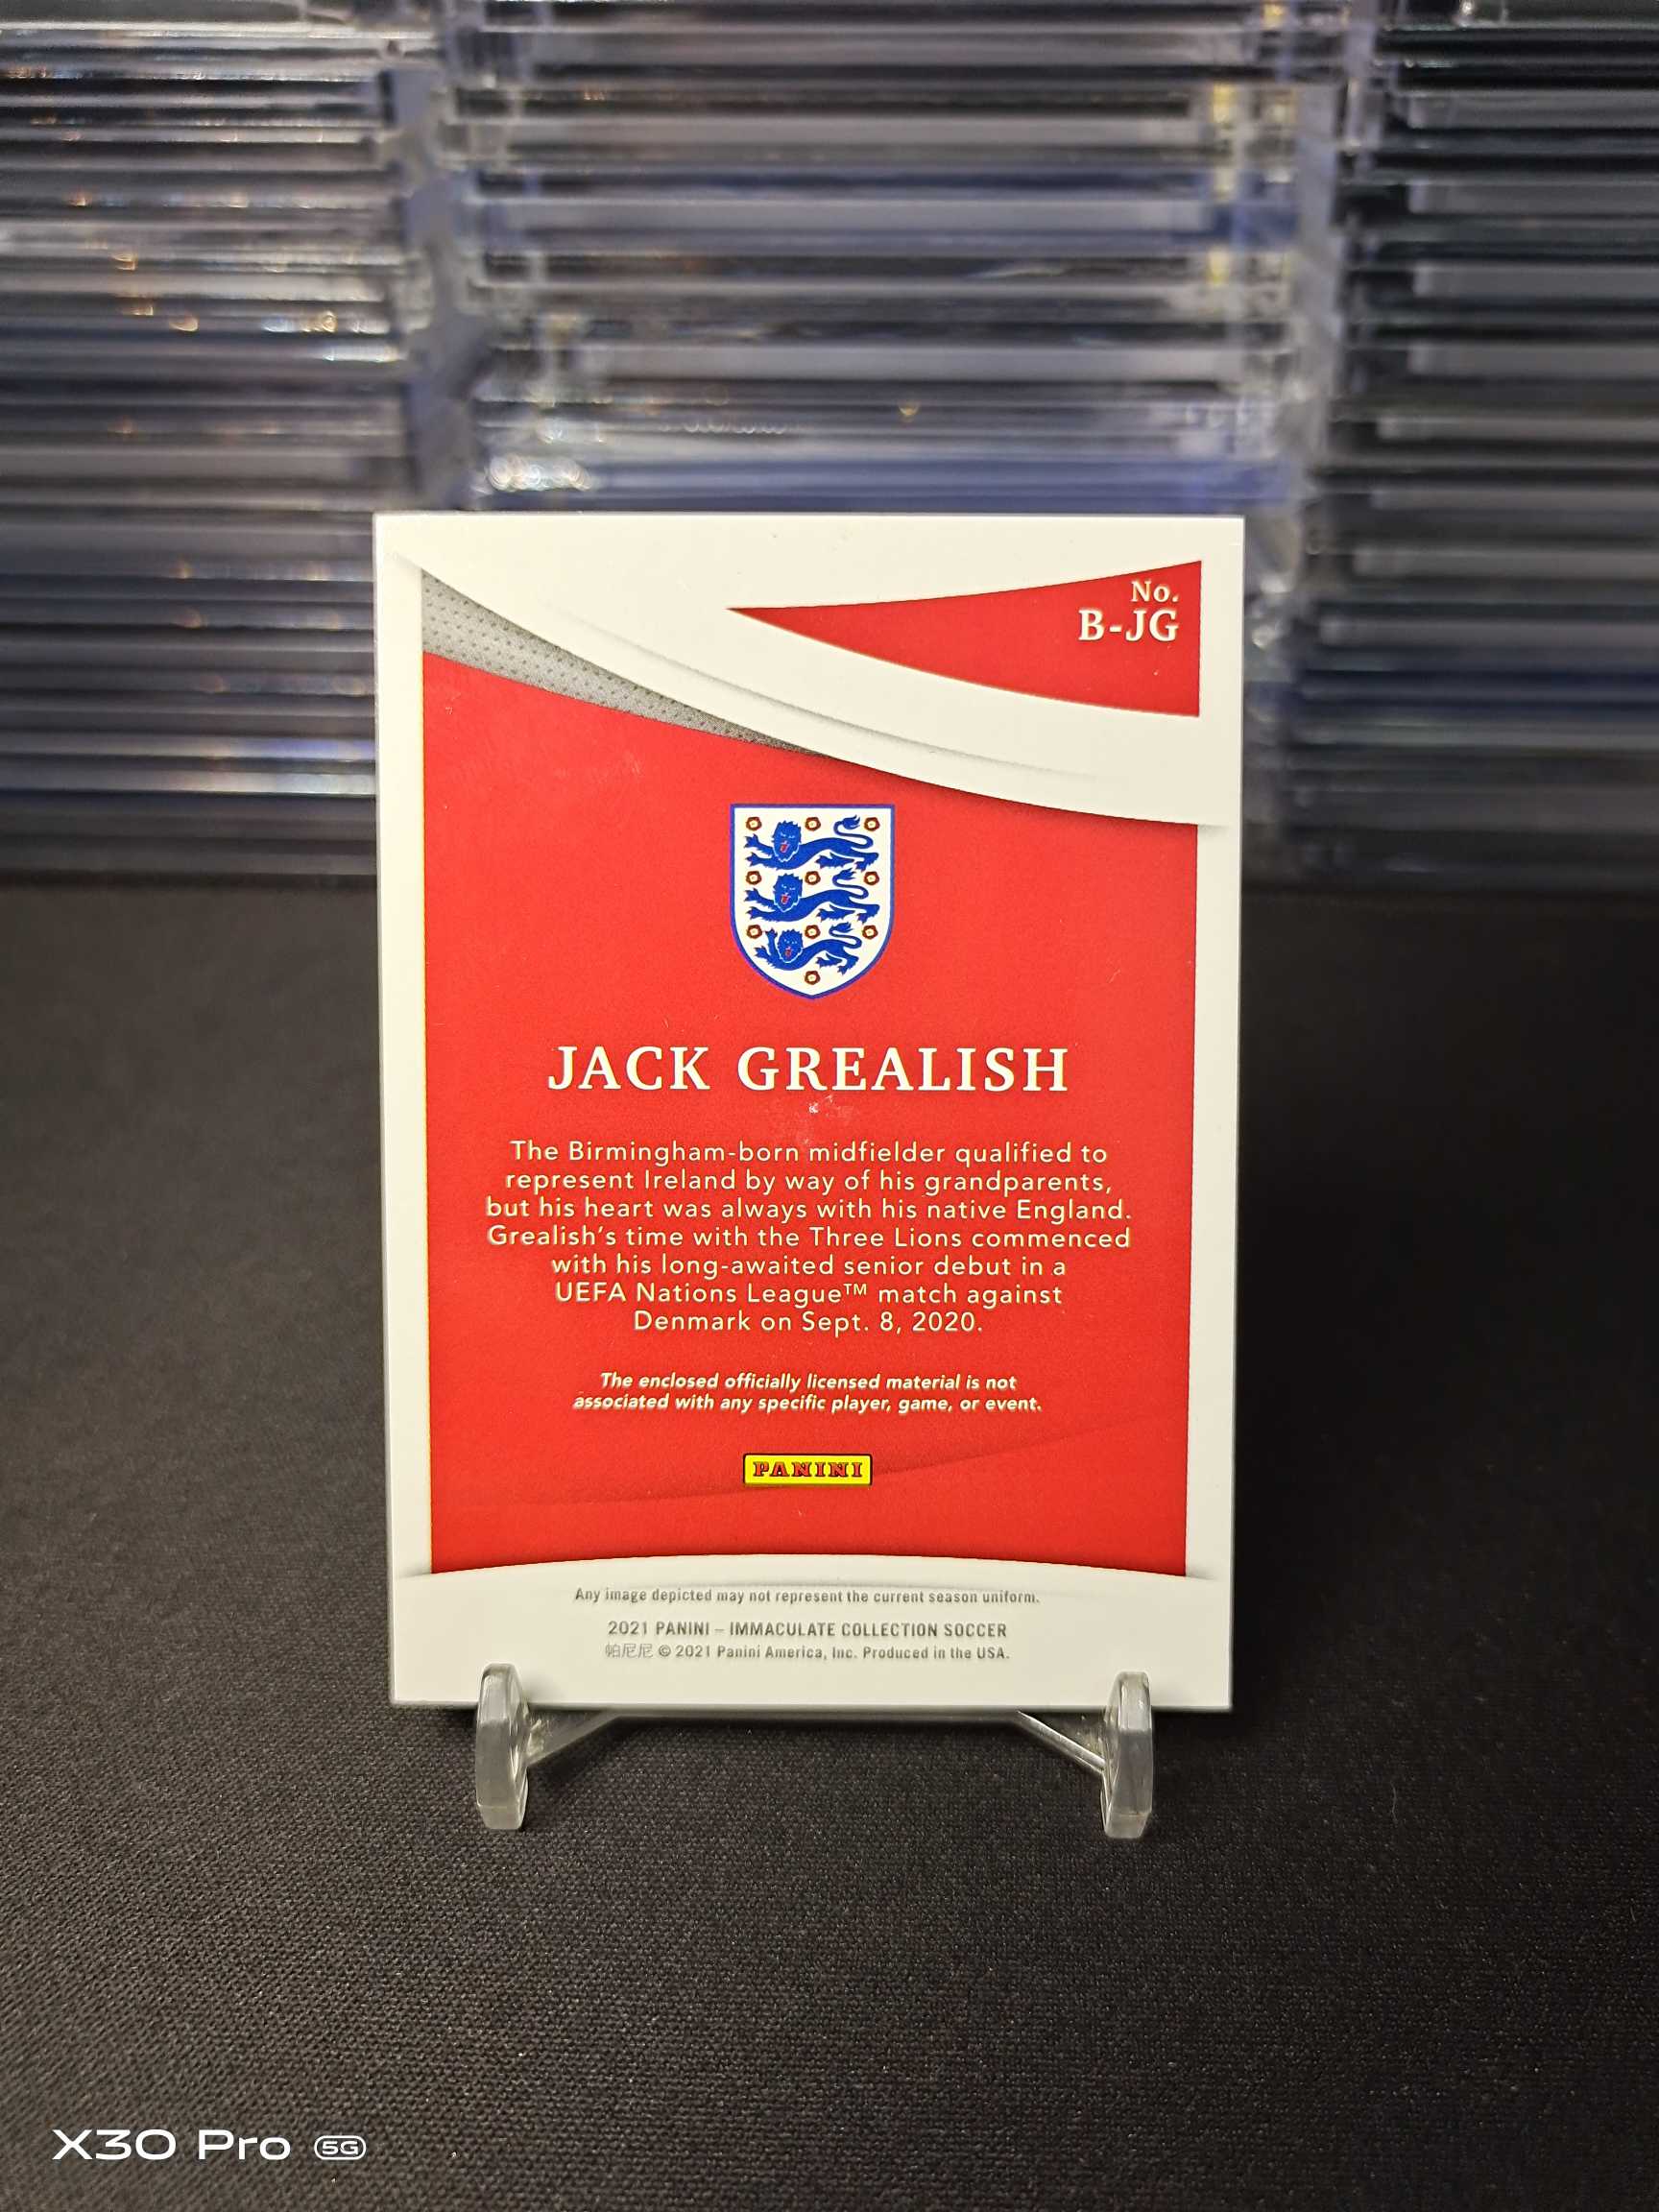 No.
B-JG
JACK GREALISH
The Birmingham-born midfielder qualified to
represent Ireland by way of his grandparents,
but his heart was always with his native England.
Grealish's time with the Three Lions commenced
with his long-awaited senior debut in a
UEFA Nations League™ match against
Denmark on Sept. 8, 2020.
The enclosed officially licensed material is not
associated with any specific player, game, or event.
PANINI
Any image depicted may not represent the current season uniform.
2021 PANINI – IMMACULATE COLLECTION SOCCER
帕尼尼 © 2021 Panini America, Inc. Produced in the USA.
X30 Pro 5G